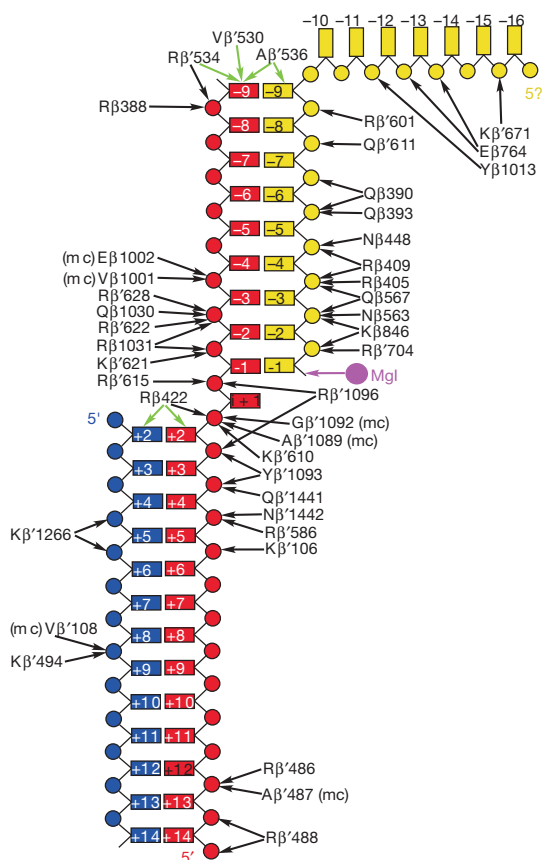 −10 −11 −12 −13 −14 −15 −16
Vβ′530
Rβ′534 Aβ′536
5?
−9 −9
Rβ388
Rβ′601
Kβ′671
−8 −8
Qβ′611
Eβ764
Yβ1013
−7 −7
Qβ390
−6 −6
Qβ393
−5 −5
Nβ448
(mc)Eβ1002
−4 −4
Rβ409
(mc)Vβ1001
Rβ405
Rβ′628
−3 −3
Qβ567
Qβ1030
Nβ563
Rβ′622
−2 −2
Kβ846
Rβ1031
Rβ′704
Kβ′621
-1 -1
MgI
Rβ′615
Rβ′1096
Rβ422
+1
5′
Gβ′1092 (mc)
+2 +2
Aβ′1089 (mc)
Kβ′610
+3 +3
Yβ′1093
Qβ′1441
+4 +4
Nβ′1442
Kβ′1266
+5 +5
Rβ′586
Kβ′106
+6 +6
+7 +7
(mc)Vβ′108
+8 +8
Kβ′494
+9 +9
+10 +10
+11 +11
+12 +12
Rβ′486
Aβ′487 (mc)
+13 +13
+14 +14
Rβ′488
5′